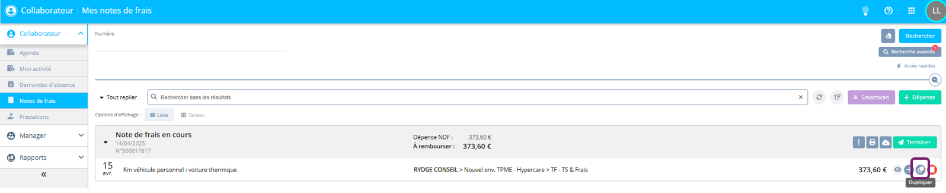 Collaborateur | Mes notes de frais
LL
Collaborateur
Agenda
Mon activité
Demandes d'absence
Notes de frais
Prestations
Manager
Rapports
Numéro
Rechercher
Recherche avancée
Accès rapides
Tout replier
Rechercher dans les résultats
Smartscan
+ Dépense
Options d'affichage :
Liste
Tableau
Note de frais en cours
14/04/2025
N°500017817
Dépense NDF : 373,60 €
À rembourser : 373,60 €
Terminer
15
avr.
Km véhicule personnel : voiture thermique
RYDGE CONSEIL > Nouvel env. TPME - Hypercare > TF - TS & Frais
373,60 €
Dupliquer